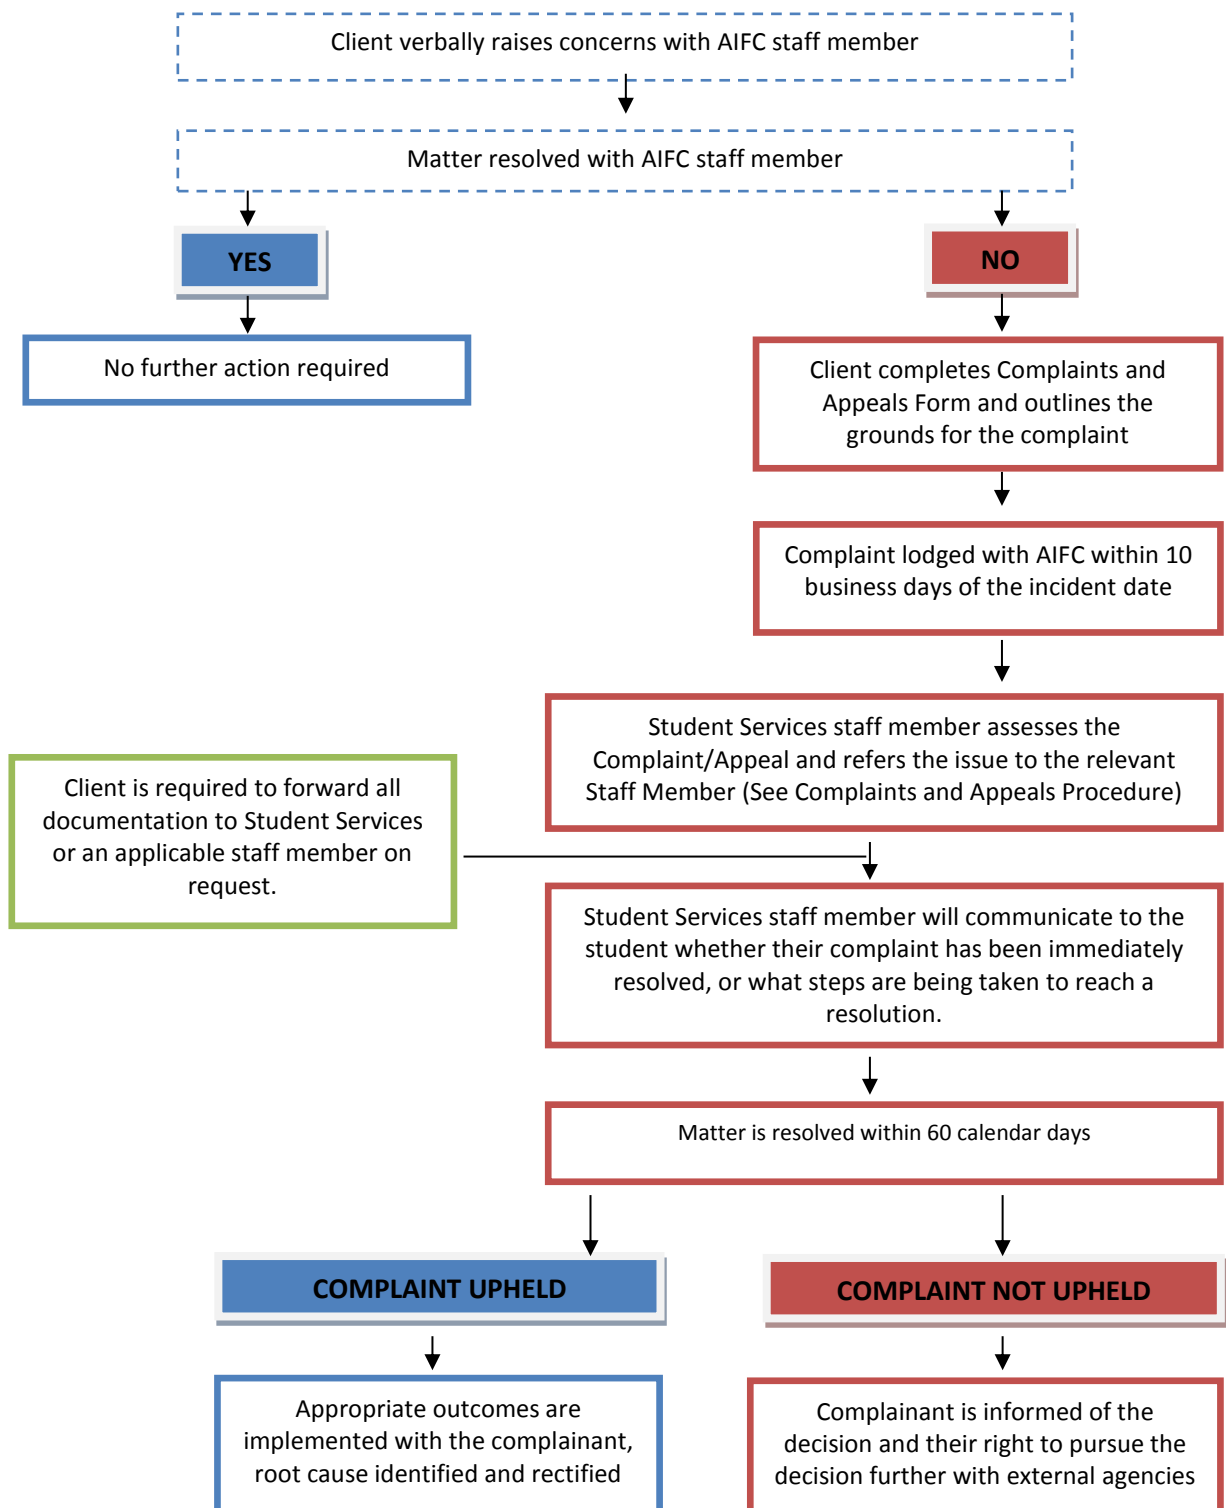 Client verbally raises concerns with AIFC staff member
Matter resolved with AIFC staff member
YES
NO
No further action required
Client completes Complaints and
Appeals Form and outlines the
grounds for the complaint
Complaint lodged with AIFC within 10
business days of the incident date
Student Services staff member assesses the
Complaint/Appeal and refers the issue to the relevant
Staff Member (See Complaints and Appeals Procedure)
Client is required to forward all
documentation to Student Services
or an applicable staff member on
request.
Student Services staff member will communicate to the
student whether their complaint has been immediately
resolved, or what steps are being taken to reach a
resolution.
Matter is resolved within 60 calendar days
COMPLAINT UPHELD
COMPLAINT NOT UPHELD
Appropriate outcomes are
implemented with the complainant,
root cause identified and rectified
Complainant is informed of the
decision and their right to pursue the
decision further with external agencies